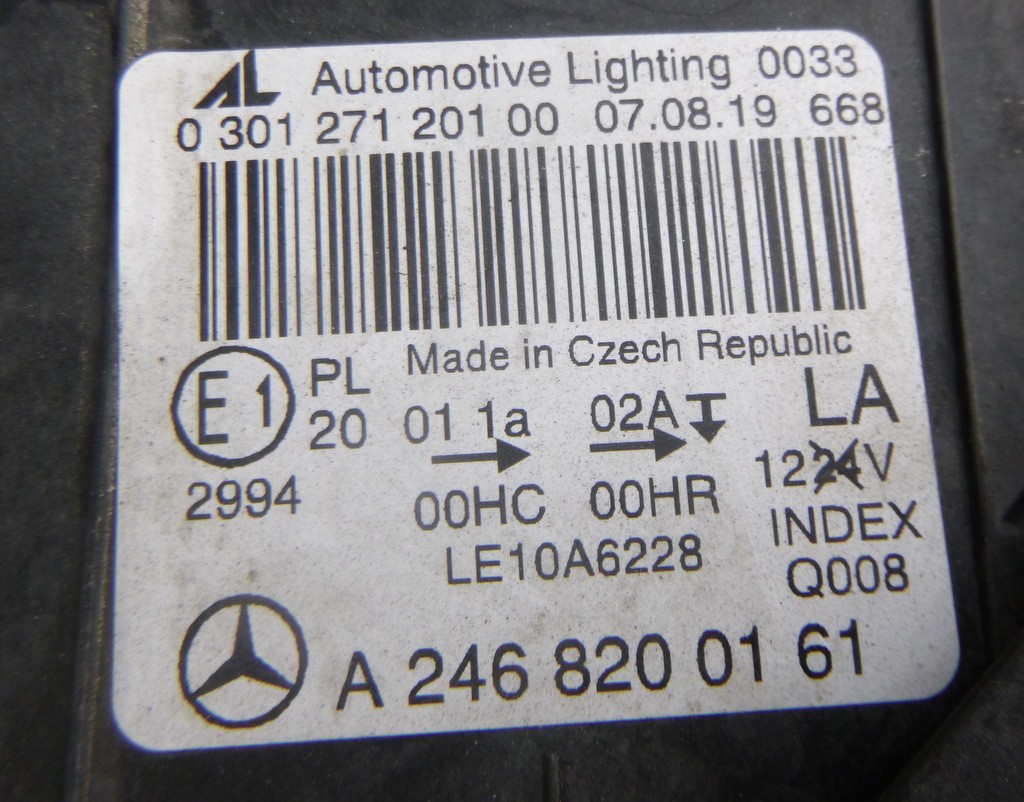 AL Automotive Lighting 0033
0 301 271 201 00 07.08.19 668
Made in Czech Republic
E1 PL 01 1a 02A LA
20
2994 00HC 00HR 1224V
LE10A6228 INDEX
Q008
A 246 820 01 61